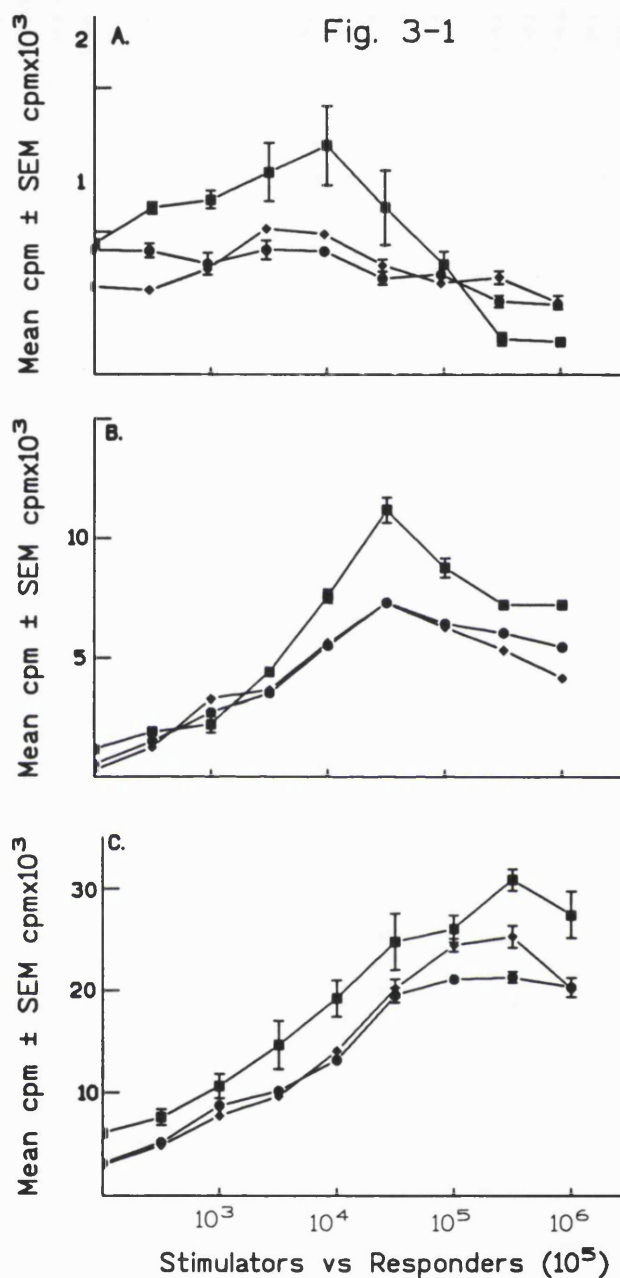 Fig. 3-1
A.
2
1
Mean cpm ± SEM cpmx10³
B.
10
5
Mean cpm ± SEM cpmx10³
C.
30
20
10
Mean cpm ± SEM cpmx10³
10³ 10⁴ 10⁵ 10⁶
Stimulators vs Responders (10⁵)